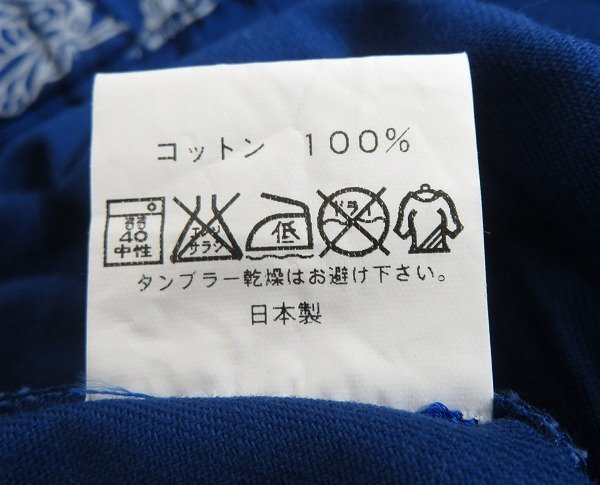 コットン 100%
弱 40 中性 エンソ サラシ 低 ドライ
タンブラー乾燥はお避け下さい。
日本製